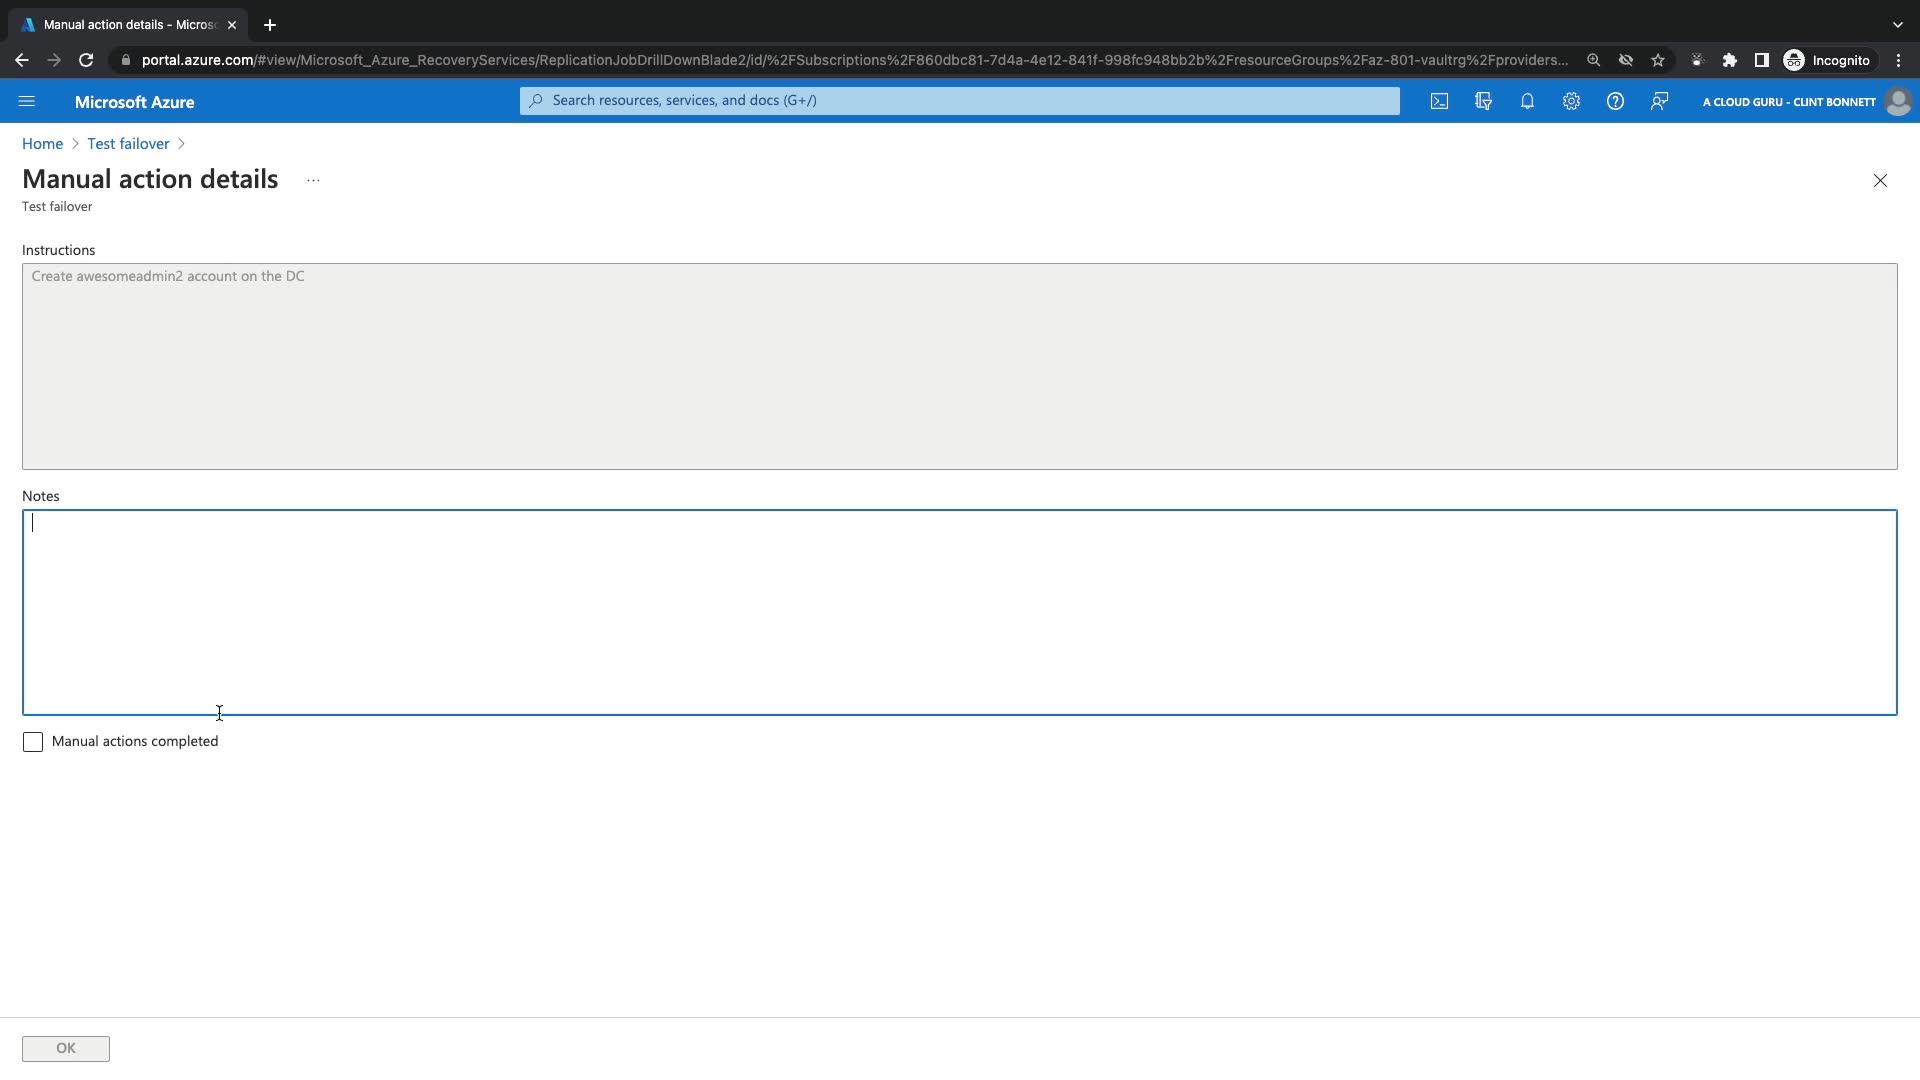 Manual action details - Micros
portal.azure.com/#view/Microsoft_Azure_RecoveryServices/ReplicationJobDrillDownBlade2/id/%2FSubscriptions%2F860dbc81-7d4a-4e12-841f-998fc948bb2b%2FresourceGroups%2Faz-801-vaultrg%2Fproviders...
Incognito
Microsoft Azure
Search resources, services, and docs (G+/)
A CLOUD GURU - CLINT BONNETT
Home > Test failover >
Manual action details ...
Test failover
Instructions
Create awesomeadmin2 account on the DC
Notes
Manual actions completed
OK